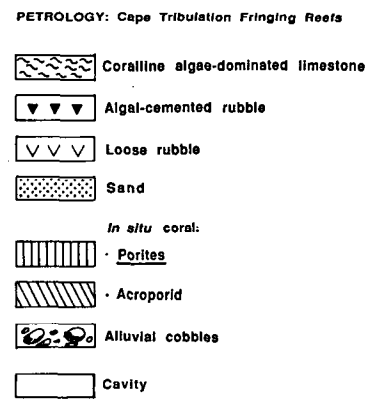 PETROLOGY: Cape Tribulation Fringing Reefs
Coralline algae-dominated limestone
Algal-cemented rubble
Loose rubble
Sand
In situ coral:
· Porites
· Acroporid
Alluvial cobbles
Cavity